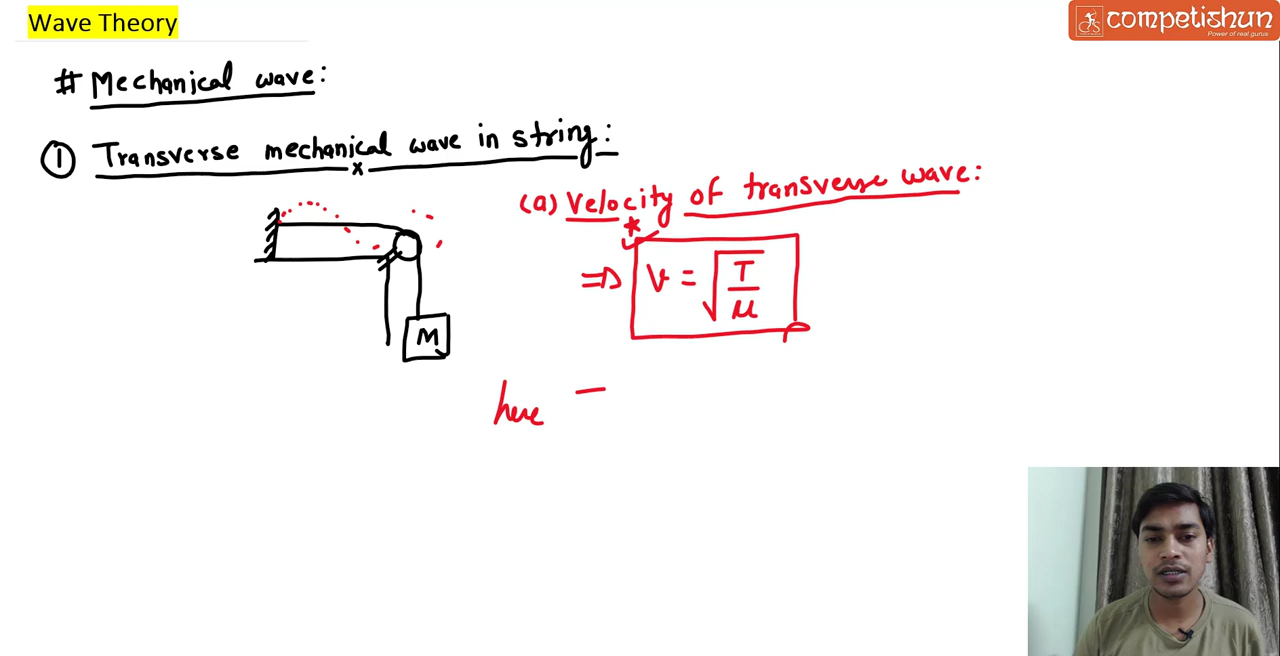 Wave Theory
competishun
Power of real gurus
# Mechanical wave:
① Transverse mechanical wave in string:
(a) Velocity of transverse wave:
⇒ V = √(T/μ)
M
here